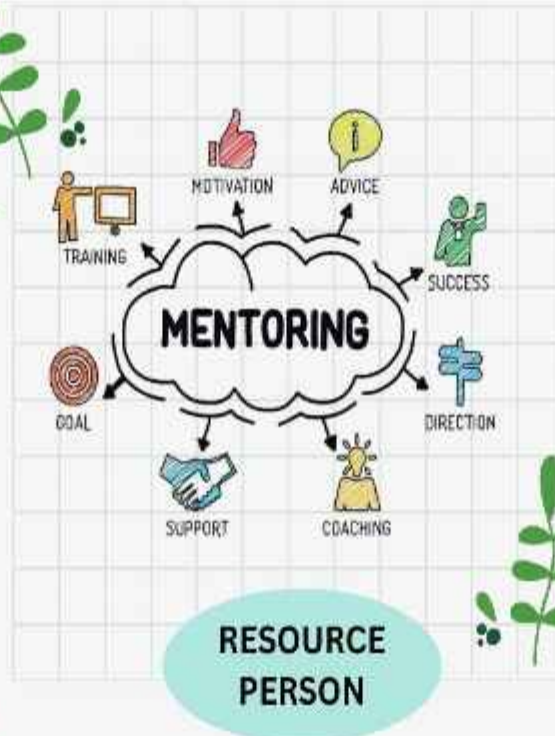 MOTIVATION
ADVICE
TRAINING
SUCCESS
MENTORING
GOAL
DIRECTION
SUPPORT
COACHING
RESOURCE
PERSON